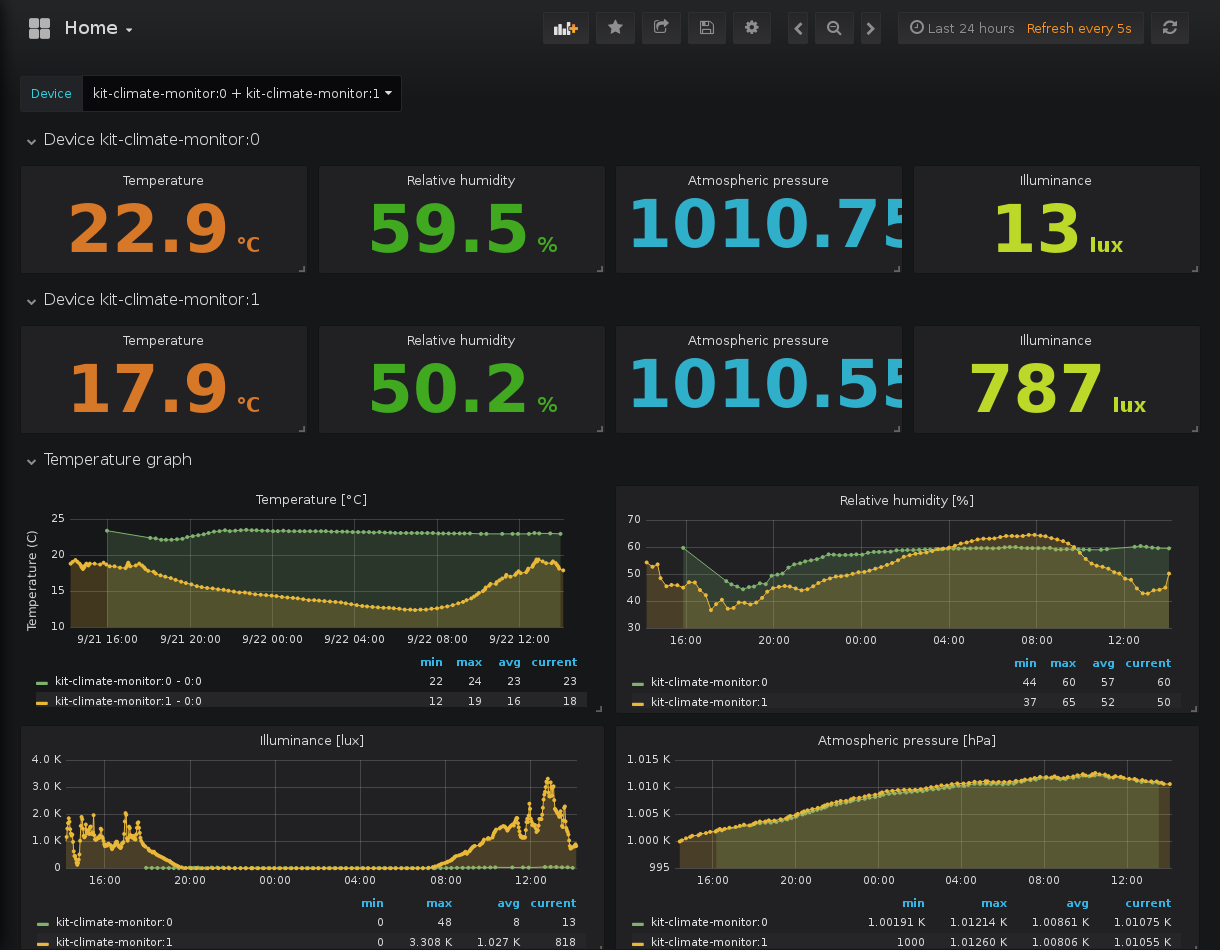 Home
Last 24 hours Refresh every 5s
Device kit-climate-monitor:0 + kit-climate-monitor:1
Device kit-climate-monitor:0
Temperature Relative humidity Atmospheric pressure Illuminance
22.9 °C 59.5 % 1010.75 13 lux
Device kit-climate-monitor:1
Temperature Relative humidity Atmospheric pressure Illuminance
17.9 °C 50.2 % 1010.55 787 lux
Temperature graph
Temperature [°C]
Temperature (C)
25
20
15
10
9/21 16:00 9/21 20:00 9/22 00:00 9/22 04:00 9/22 08:00 9/22 12:00
min max avg current
kit-climate-monitor:0 - 0:0 22 24 23 23
kit-climate-monitor:1 - 0:0 12 19 16 18
Relative humidity [%]
70
60
50
40
30
16:00 20:00 00:00 04:00 08:00 12:00
min max avg current
kit-climate-monitor:0 44 60 57 60
kit-climate-monitor:1 37 65 52 50
Illuminance [lux]
4.0 K
3.0 K
2.0 K
1.0 K
0
16:00 20:00 00:00 04:00 08:00 12:00
min max avg current
kit-climate-monitor:0 0 48 8 13
kit-climate-monitor:1 0 3.308 K 1.027 K 818
Atmospheric pressure [hPa]
1.015 K
1.010 K
1.005 K
1.000 K
995
16:00 20:00 00:00 04:00 08:00 12:00
min max avg current
kit-climate-monitor:0 1.00191 K 1.01214 K 1.00861 K 1.01075 K
kit-climate-monitor:1 1000 1.01260 K 1.00806 K 1.01055 K